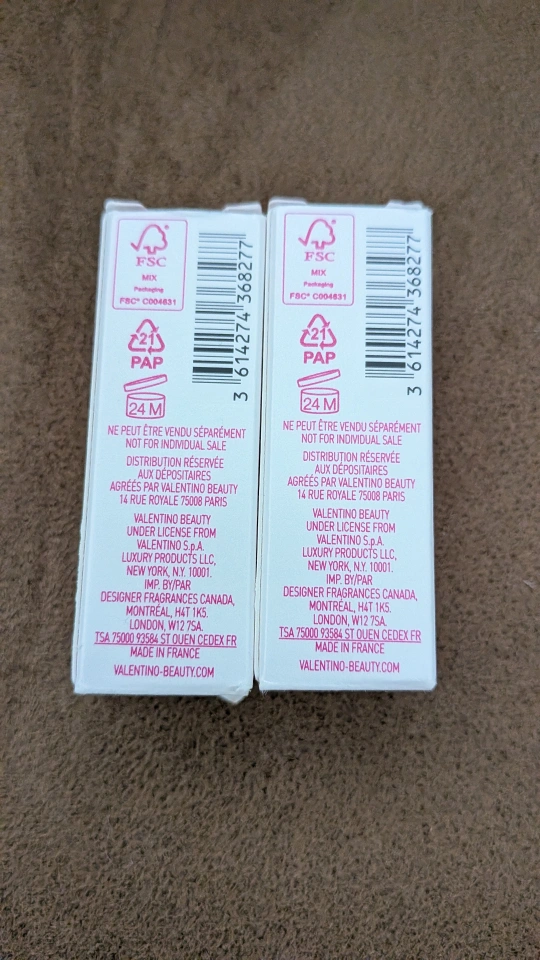 FSC®
MIX
Packaging
FSC® C004631
3 614274 368277
21
PAP
24 M
NE PEUT ÊTRE VENDU SÉPARÉMENT
NOT FOR INDIVIDUAL SALE
DISTRIBUTION RÉSERVÉE
AUX DÉPOSITAIRES
AGRÉÉS PAR VALENTINO BEAUTY
14 RUE ROYALE 75008 PARIS
VALENTINO BEAUTY
UNDER LICENSE FROM
VALENTINO S.p.A.
LUXURY PRODUCTS LLC,
NEW YORK, N.Y. 10001.
IMP. BY/PAR
DESIGNER FRAGRANCES CANADA,
MONTRÉAL, H4T 1K5.
LONDON, W12 7SA.
TSA 75000 93584 ST OUEN CEDEX FR
MADE IN FRANCE
VALENTINO-BEAUTY.COM
FSC®
MIX
Packaging
FSC® C004631
3 614274 368277
21
PAP
24 M
NE PEUT ÊTRE VENDU SÉPARÉMENT
NOT FOR INDIVIDUAL SALE
DISTRIBUTION RÉSERVÉE
AUX DÉPOSITAIRES
AGRÉÉS PAR VALENTINO BEAUTY
14 RUE ROYALE 75008 PARIS
VALENTINO BEAUTY
UNDER LICENSE FROM
VALENTINO S.p.A.
LUXURY PRODUCTS LLC,
NEW YORK, N.Y. 10001.
IMP. BY/PAR
DESIGNER FRAGRANCES CANADA,
MONTRÉAL, H4T 1K5.
LONDON, W12 7SA.
TSA 75000 93584 ST OUEN CEDEX FR
MADE IN FRANCE
VALENTINO-BEAUTY.COM